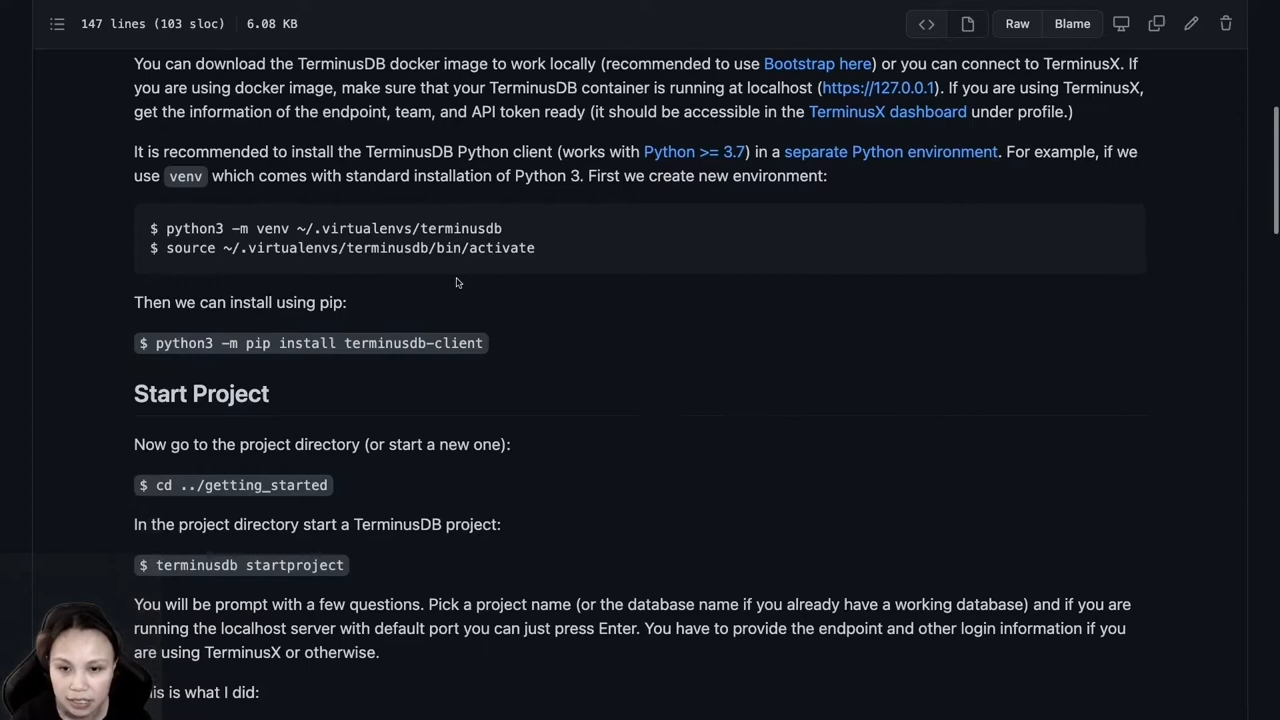 147 lines (103 sloc) 6.08 KB Raw Blame
You can download the TerminusDB docker image to work locally (recommended to use Bootstrap here) or you can connect to TerminusX. If
you are using docker image, make sure that your TerminusDB container is running at localhost (https://127.0.0.1). If you are using TerminusX,
get the information of the endpoint, team, and API token ready (it should be accessible in the TerminusX dashboard under profile.)
It is recommended to install the TerminusDB Python client (works with Python >= 3.7) in a separate Python environment. For example, if we
use venv which comes with standard installation of Python 3. First we create new environment:
$ python3 -m venv ~/.virtualenvs/terminusdb
$ source ~/.virtualenvs/terminusdb/bin/activate
Then we can install using pip:
$ python3 -m pip install terminusdb-client
Start Project
Now go to the project directory (or start a new one):
$ cd ../getting_started
In the project directory start a TerminusDB project:
$ terminusdb startproject
You will be prompt with a few questions. Pick a project name (or the database name if you already have a working database) and if you are
running the localhost server with default port you can just press Enter. You have to provide the endpoint and other login information if you
are using TerminusX or otherwise.
his is what I did: